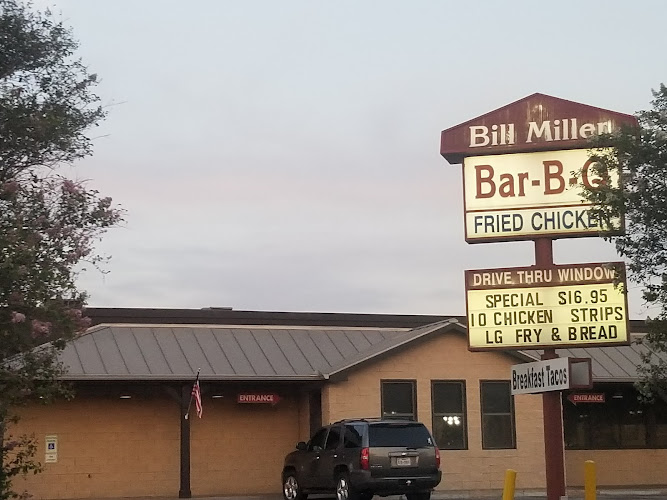 Bill Miller
Bar-B-Q
FRIED CHICKEN
DRIVE THRU WINDOW
SPECIAL $16.95
10 CHICKEN STRIPS
LG FRY & BREAD
Breakfast Tacos
ENTRANCE
ENTRANCE